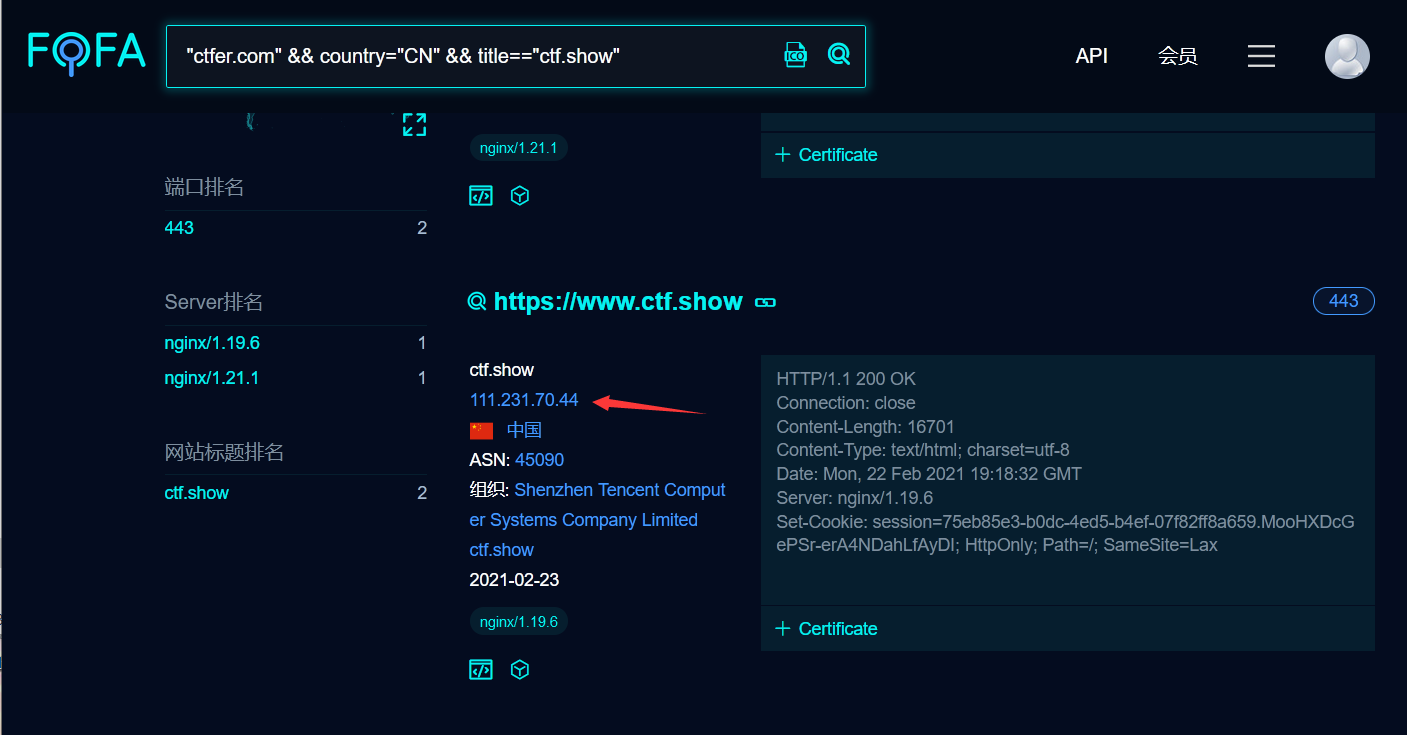 FOFA
"ctfer.com" && country="CN" && title=="ctf.show"
ICO
API
会员
nginx/1.21.1
+ Certificate
端口排名
443 2
Server排名
nginx/1.19.6 1
nginx/1.21.1 1
网站标题排名
ctf.show 2
https://www.ctf.show
443
ctf.show
111.231.70.44
中国
ASN: 45090
组织: Shenzhen Tencent Comput
er Systems Company Limited
ctf.show
2021-02-23
nginx/1.19.6
HTTP/1.1 200 OK
Connection: close
Content-Length: 16701
Content-Type: text/html; charset=utf-8
Date: Mon, 22 Feb 2021 19:18:32 GMT
Server: nginx/1.19.6
Set-Cookie: session=75eb85e3-b0dc-4ed5-b4ef-07f82ff8a659.MooHXDcG
ePSr-erA4NDahLfAyDI; HttpOnly; Path=/; SameSite=Lax
+ Certificate